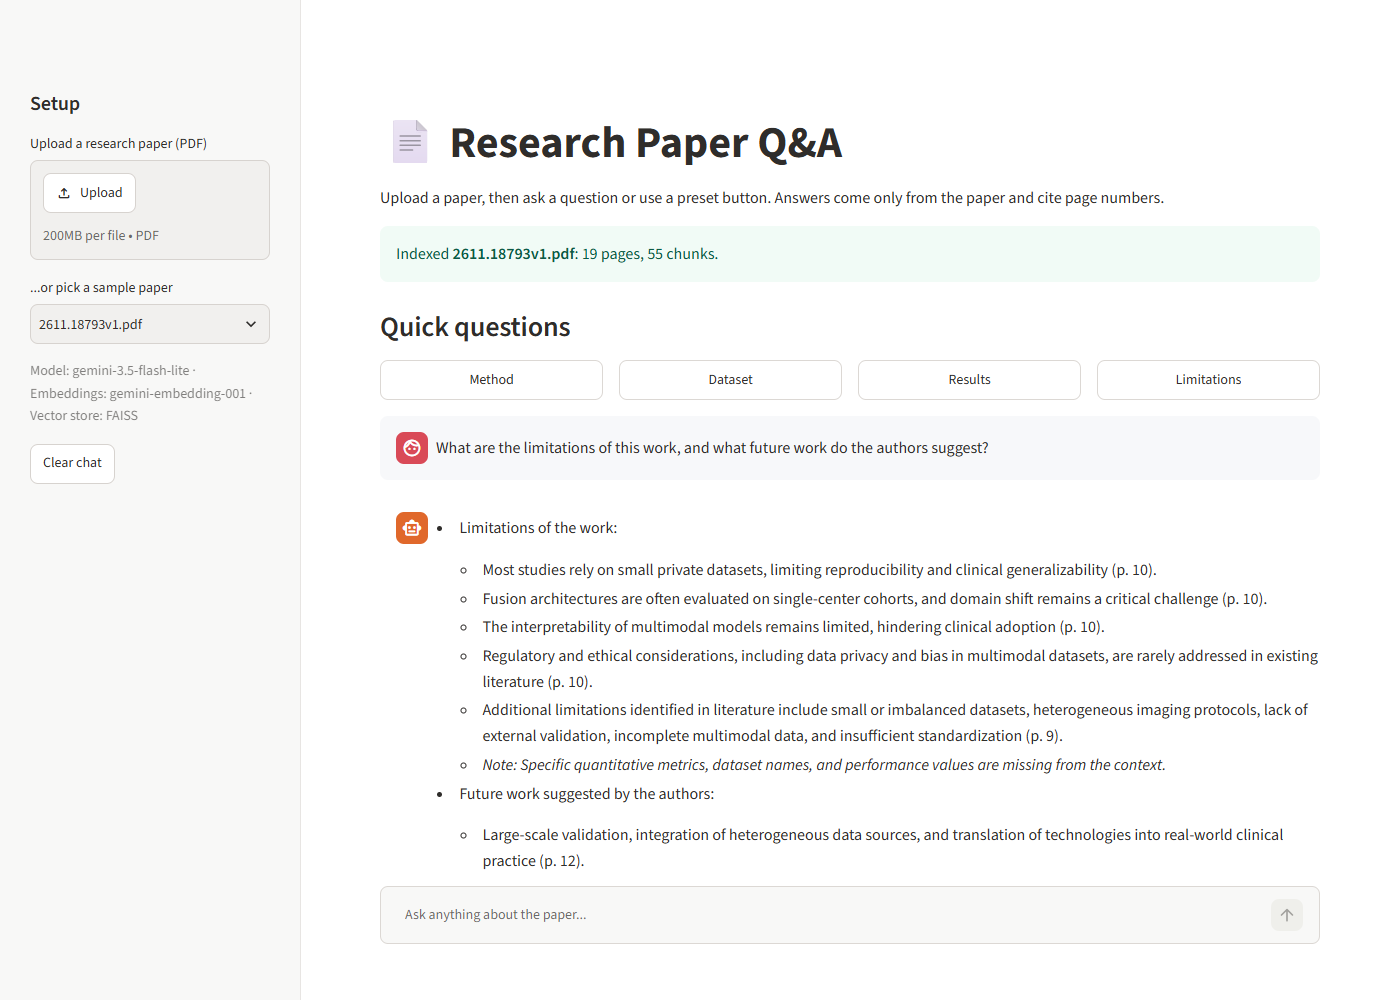 Setup
Upload a research paper (PDF)
Upload
200MB per file • PDF
...or pick a sample paper
2611.18793v1.pdf
Model: gemini-3.5-flash-lite ·
Embeddings: gemini-embedding-001 ·
Vector store: FAISS
Clear chat
Research Paper Q&A
Upload a paper, then ask a question or use a preset button. Answers come only from the paper and cite page numbers.
Indexed 2611.18793v1.pdf: 19 pages, 55 chunks.
Quick questions
Method
Dataset
Results
Limitations
What are the limitations of this work, and what future work do the authors suggest?
• Limitations of the work:
◦ Most studies rely on small private datasets, limiting reproducibility and clinical generalizability (p. 10).
◦ Fusion architectures are often evaluated on single-center cohorts, and domain shift remains a critical challenge (p. 10).
◦ The interpretability of multimodal models remains limited, hindering clinical adoption (p. 10).
◦ Regulatory and ethical considerations, including data privacy and bias in multimodal datasets, are rarely addressed in existing
literature (p. 10).
◦ Additional limitations identified in literature include small or imbalanced datasets, heterogeneous imaging protocols, lack of
external validation, incomplete multimodal data, and insufficient standardization (p. 9).
◦ Note: Specific quantitative metrics, dataset names, and performance values are missing from the context.
• Future work suggested by the authors:
◦ Large-scale validation, integration of heterogeneous data sources, and translation of technologies into real-world clinical
practice (p. 12).
Ask anything about the paper...